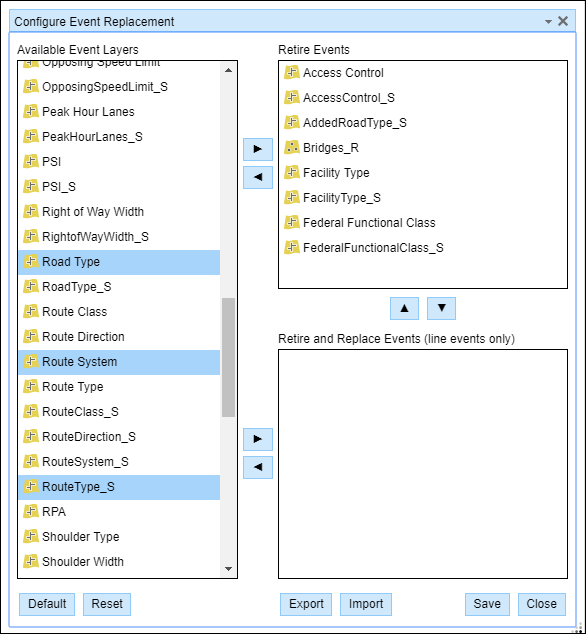 Configure Event Replacement
Available Event Layers
Opposing Speed Limit
OpposingSpeedLimit_S
Peak Hour Lanes
PeakHourLanes_S
PSI
PSI_S
Right of Way Width
RightofWayWidth_S
Road Type
RoadType_S
Route Class
Route Direction
Route System
Route Type
RouteClass_S
RouteDirection_S
RouteSystem_S
RouteType_S
RPA
Shoulder Type
Shoulder Width
Retire Events
Access Control
AccessControl_S
AddedRoadType_S
Bridges_R
Facility Type
FacilityType_S
Federal Functional Class
FederalFunctionalClass_S
Retire and Replace Events (line events only)
Default Reset Export Import Save Close